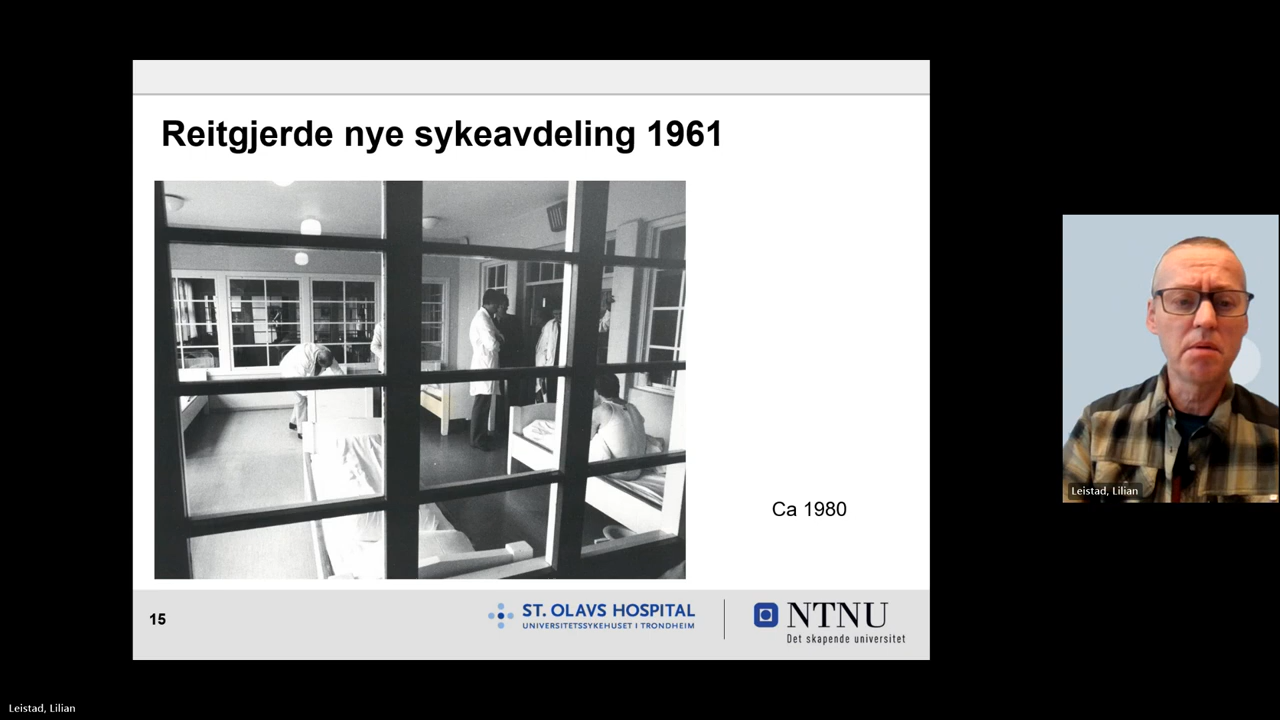 Reitgjerde nye sykeavdeling 1961
Ca 1980
15
ST. OLAVS HOSPITAL
UNIVERSITETSSYKEHUSET I TRONDHEIM
NTNU
Det skapende universitet
Leistad, Lilian
Leistad, Lilian